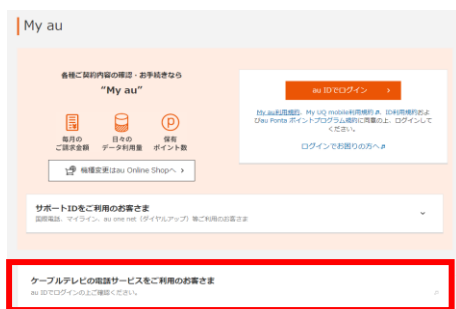 My au
各種ご契約内容の確認・お手続きなら
"My au"
毎月の
ご請求金額
日々の
データ利用量
保有
ポイント数
機種変更はau Online Shopへ
au IDでログイン
My au利用規約、My UQ mobile利用規約、ID利用規約およ
びau Ponta ポイントプログラム規約に同意の上、ログインして
ください。
ログインでお困りの方へ
サポートIDをご利用のお客さま
国際電話、マイライン、au one net（ダイヤルアップ）等ご利用のお客さま
ケーブルテレビの電話サービスをご利用のお客さま
au IDでログインの上ご確認ください。